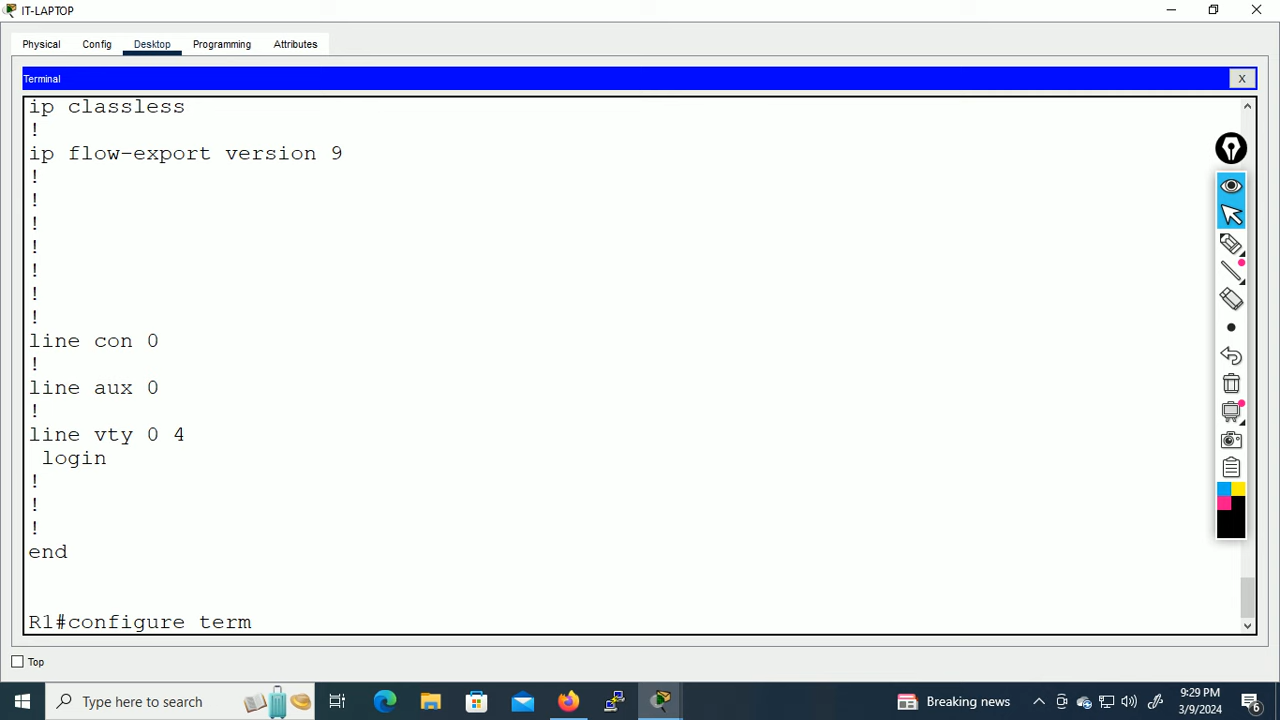 IT-LAPTOP
Physical Config Desktop Programming Attributes
Terminal X
ip classless
!
ip flow-export version 9
!
!
!
!
!
!
!
line con 0
!
line aux 0
!
line vty 0 4
 login
!
!
!
end
R1#configure term
Top
Type here to search
Breaking news
9:29 PM
3/9/2024
6